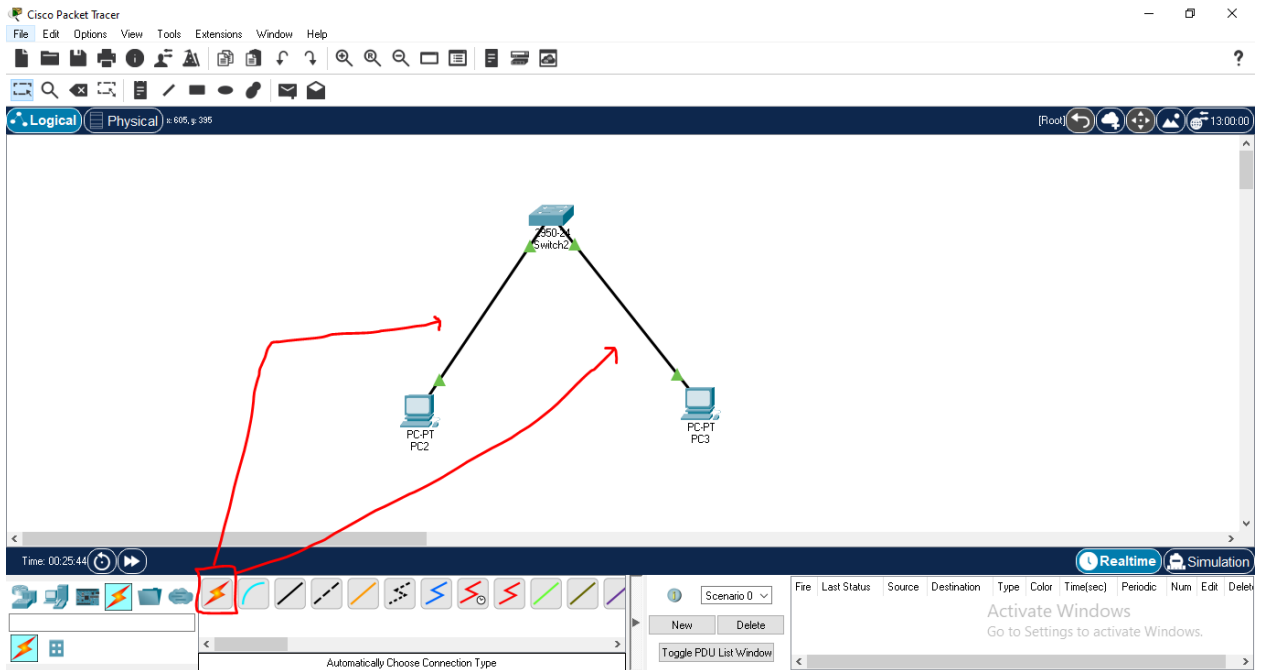 Cisco Packet Tracer
File Edit Options View Tools Extensions Window Help
?
Logical Physical x: 605, y: 395 [Root] 13:00:00
2950-24
Switch2
PC-PT
PC2
PC-PT
PC3
Time: 00:25:44 Realtime Simulation
Scenario 0
New Delete
Toggle PDU List Window
Fire Last Status Source Destination Type Color Time(sec) Periodic Num Edit Delet
Activate Windows
Go to Settings to activate Windows.
Automatically Choose Connection Type